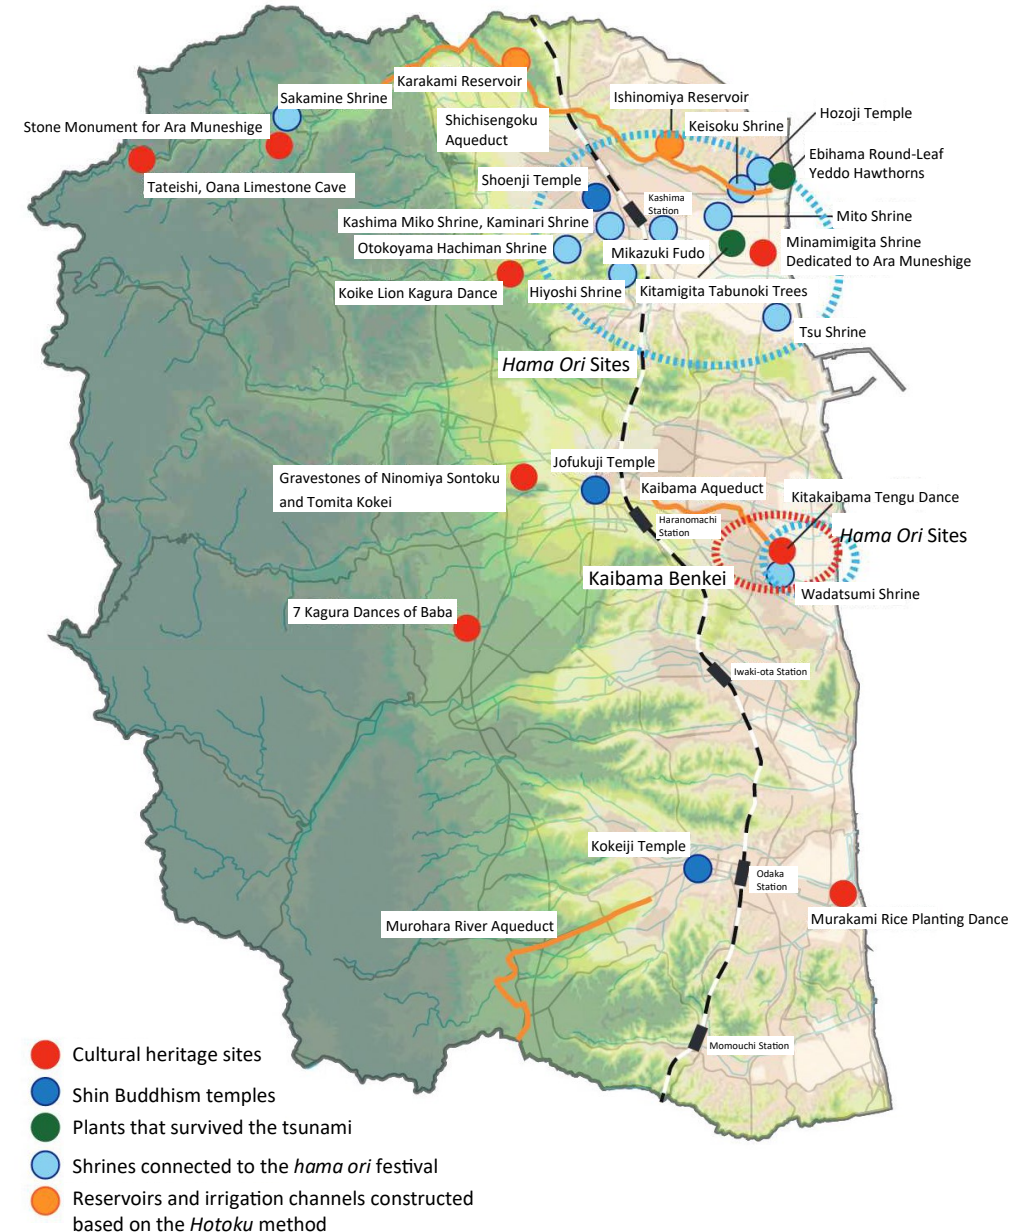 Karakami Reservoir
Sakamine Shrine
Ishinomiya Reservoir
Hozoji Temple
Shichisengoku
Aqueduct
Keisoku Shrine
Stone Monument for Ara Muneshige
Ebihama Round-Leaf
Yeddo Hawthorns
Tateishi, Oana Limestone Cave
Shoenji Temple
Kashima
Station
Kashima Miko Shrine, Kaminari Shrine
Mito Shrine
Otokoyama Hachiman Shrine
Mikazuki Fudo
Minamimigita Shrine
Dedicated to Ara Muneshige
Koike Lion Kagura Dance
Hiyoshi Shrine
Kitamigita Tabunoki Trees
Tsu Shrine
Hama Ori Sites
Jofukuji Temple
Gravestones of Ninomiya Sontoku
and Tomita Kokei
Kaibama Aqueduct
Kitakaibama Tengu Dance
Haranomachi
Station
Hama Ori Sites
Kaibama Benkei
Wadatsumi Shrine
7 Kagura Dances of Baba
Iwaki-ota Station
Kokeiji Temple
Odaka
Station
Murakami Rice Planting Dance
Murohara River Aqueduct
Momouchi Station
Cultural heritage sites
Shin Buddhism temples
Plants that survived the tsunami
Shrines connected to the hama ori festival
Reservoirs and irrigation channels constructed
based on the Hotoku method